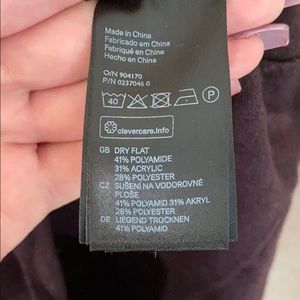 Made in China
Fabricado em China
Fabriqué en Chine
Hecho en China
O/N 904170
P/N 0237046 0
40 P
clevercare.info
GB DRY FLAT
41% POLYAMIDE
31% ACRYLIC
28% POLYESTER
CZ SUŠENÍ NA VODOROVNÉ
PLOŠE
41% POLYAMID 31% AKRYL
28% POLYESTER
DE LIEGEND TROCKNEN
41% POLYAMID